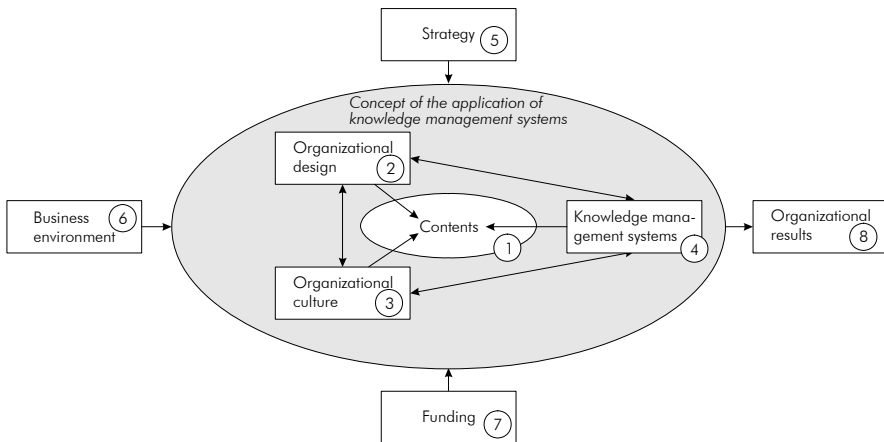 Strategy
5
Concept of the application of
knowledge management systems
Organizational
design
2
Business
environment
6
Contents
1
Knowledge mana-
gement systems
4
Organizational
results
8
Organizational
culture
3
Funding
7